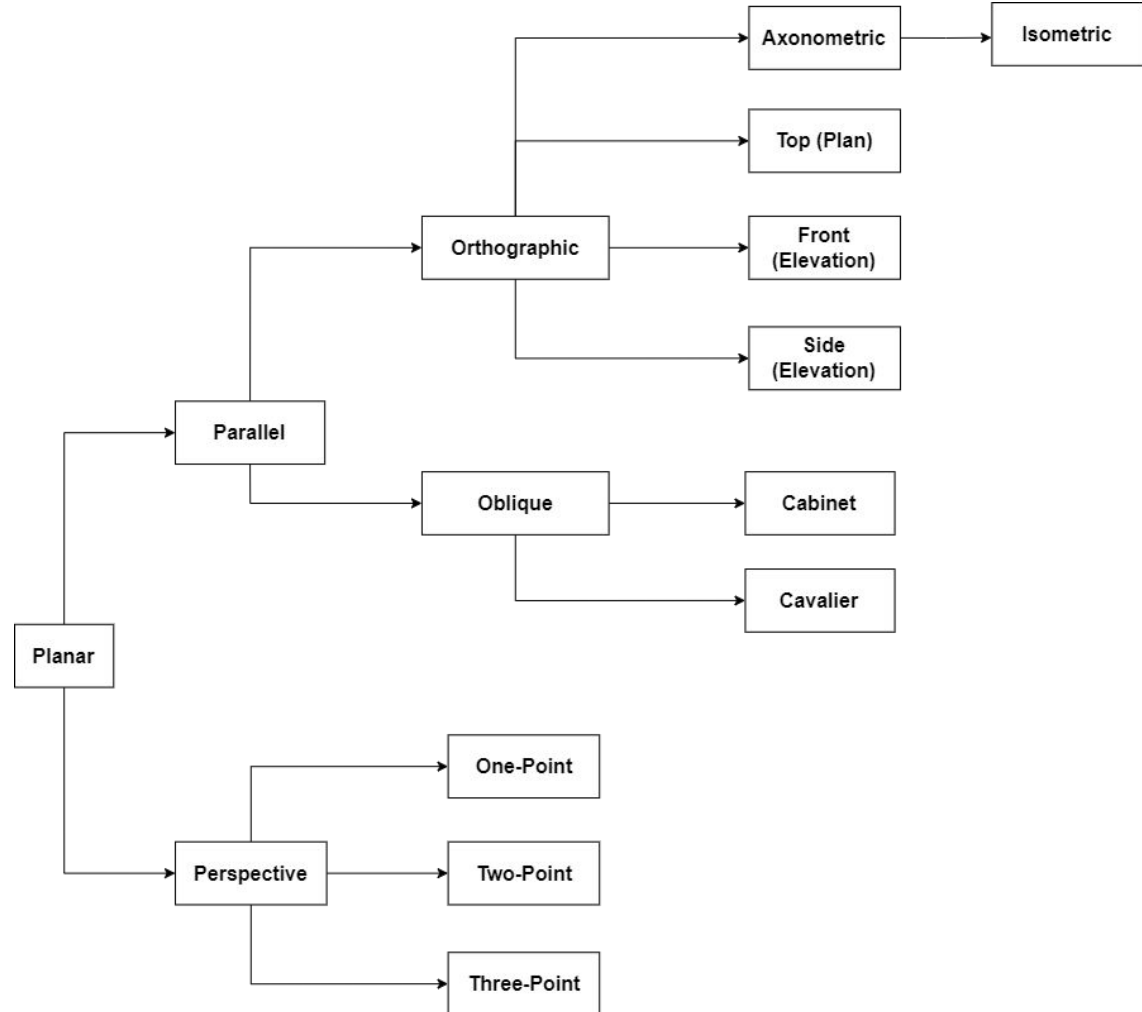 Axonometric
Isometric
Top (Plan)
Front
(Elevation)
Orthographic
Side
(Elevation)
Parallel
Oblique
Cabinet
Cavalier
Planar
One-Point
Perspective
Two-Point
Three-Point